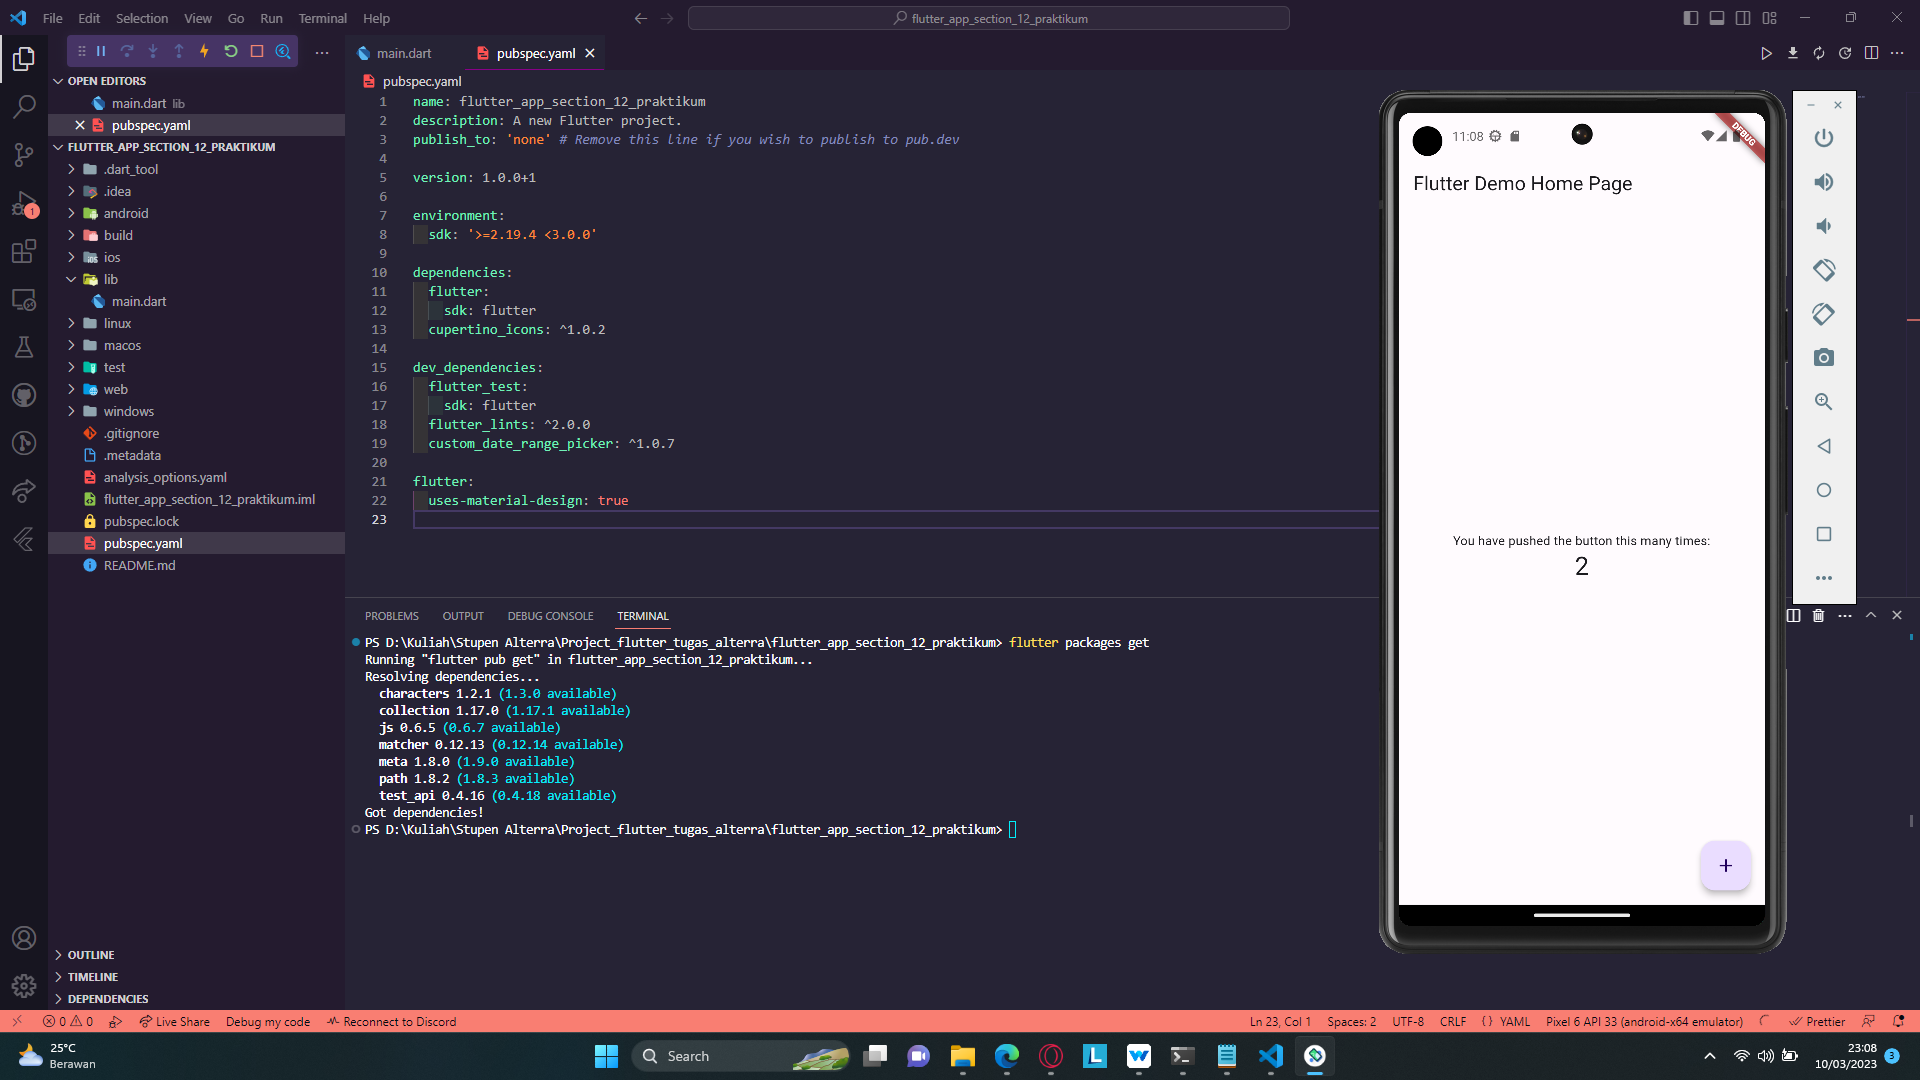 File Edit Selection View Go Run Terminal Help
flutter_app_section_12_praktikum
OPEN EDITORS
main.dart lib
pubspec.yaml
FLUTTER_APP_SECTION_12_PRAKTIKUM
.dart_tool
.idea
android
build
ios
lib
main.dart
linux
macos
test
web
windows
.gitignore
.metadata
analysis_options.yaml
flutter_app_section_12_praktikum.iml
pubspec.lock
pubspec.yaml
README.md
OUTLINE
TIMELINE
DEPENDENCIES
1
main.dart
pubspec.yaml
pubspec.yaml
1 name: flutter_app_section_12_praktikum
2 description: A new Flutter project.
3 publish_to: 'none' # Remove this line if you wish to publish to pub.dev
4
5 version: 1.0.0+1
6
7 environment:
8 sdk: '>=2.19.4 <3.0.0'
9
10 dependencies:
11 flutter:
12 sdk: flutter
13 cupertino_icons: ^1.0.2
14
15 dev_dependencies:
16 flutter_test:
17 sdk: flutter
18 flutter_lints: ^2.0.0
19 custom_date_range_picker: ^1.0.7
20
21 flutter:
22 uses-material-design: true
23
PROBLEMS OUTPUT DEBUG CONSOLE TERMINAL
PS D:\Kuliah\Stupen Alterra\Project_flutter_tugas_alterra\flutter_app_section_12_praktikum> flutter packages get
Running "flutter pub get" in flutter_app_section_12_praktikum...
Resolving dependencies...
characters 1.2.1 (1.3.0 available)
collection 1.17.0 (1.17.1 available)
js 0.6.5 (0.6.7 available)
matcher 0.12.13 (0.12.14 available)
meta 1.8.0 (1.9.0 available)
path 1.8.2 (1.8.3 available)
test_api 0.4.16 (0.4.18 available)
Got dependencies!
PS D:\Kuliah\Stupen Alterra\Project_flutter_tugas_alterra\flutter_app_section_12_praktikum>
11:08
DEBUG
Flutter Demo Home Page
You have pushed the button this many times:
2
+
0 0 Live Share Debug my code Reconnect to Discord
Ln 23, Col 1 Spaces: 2 UTF-8 CRLF {} YAML Pixel 6 API 33 (android-x64 emulator) Prettier
25°C
Berawan
Search
23:08
10/03/2023
3